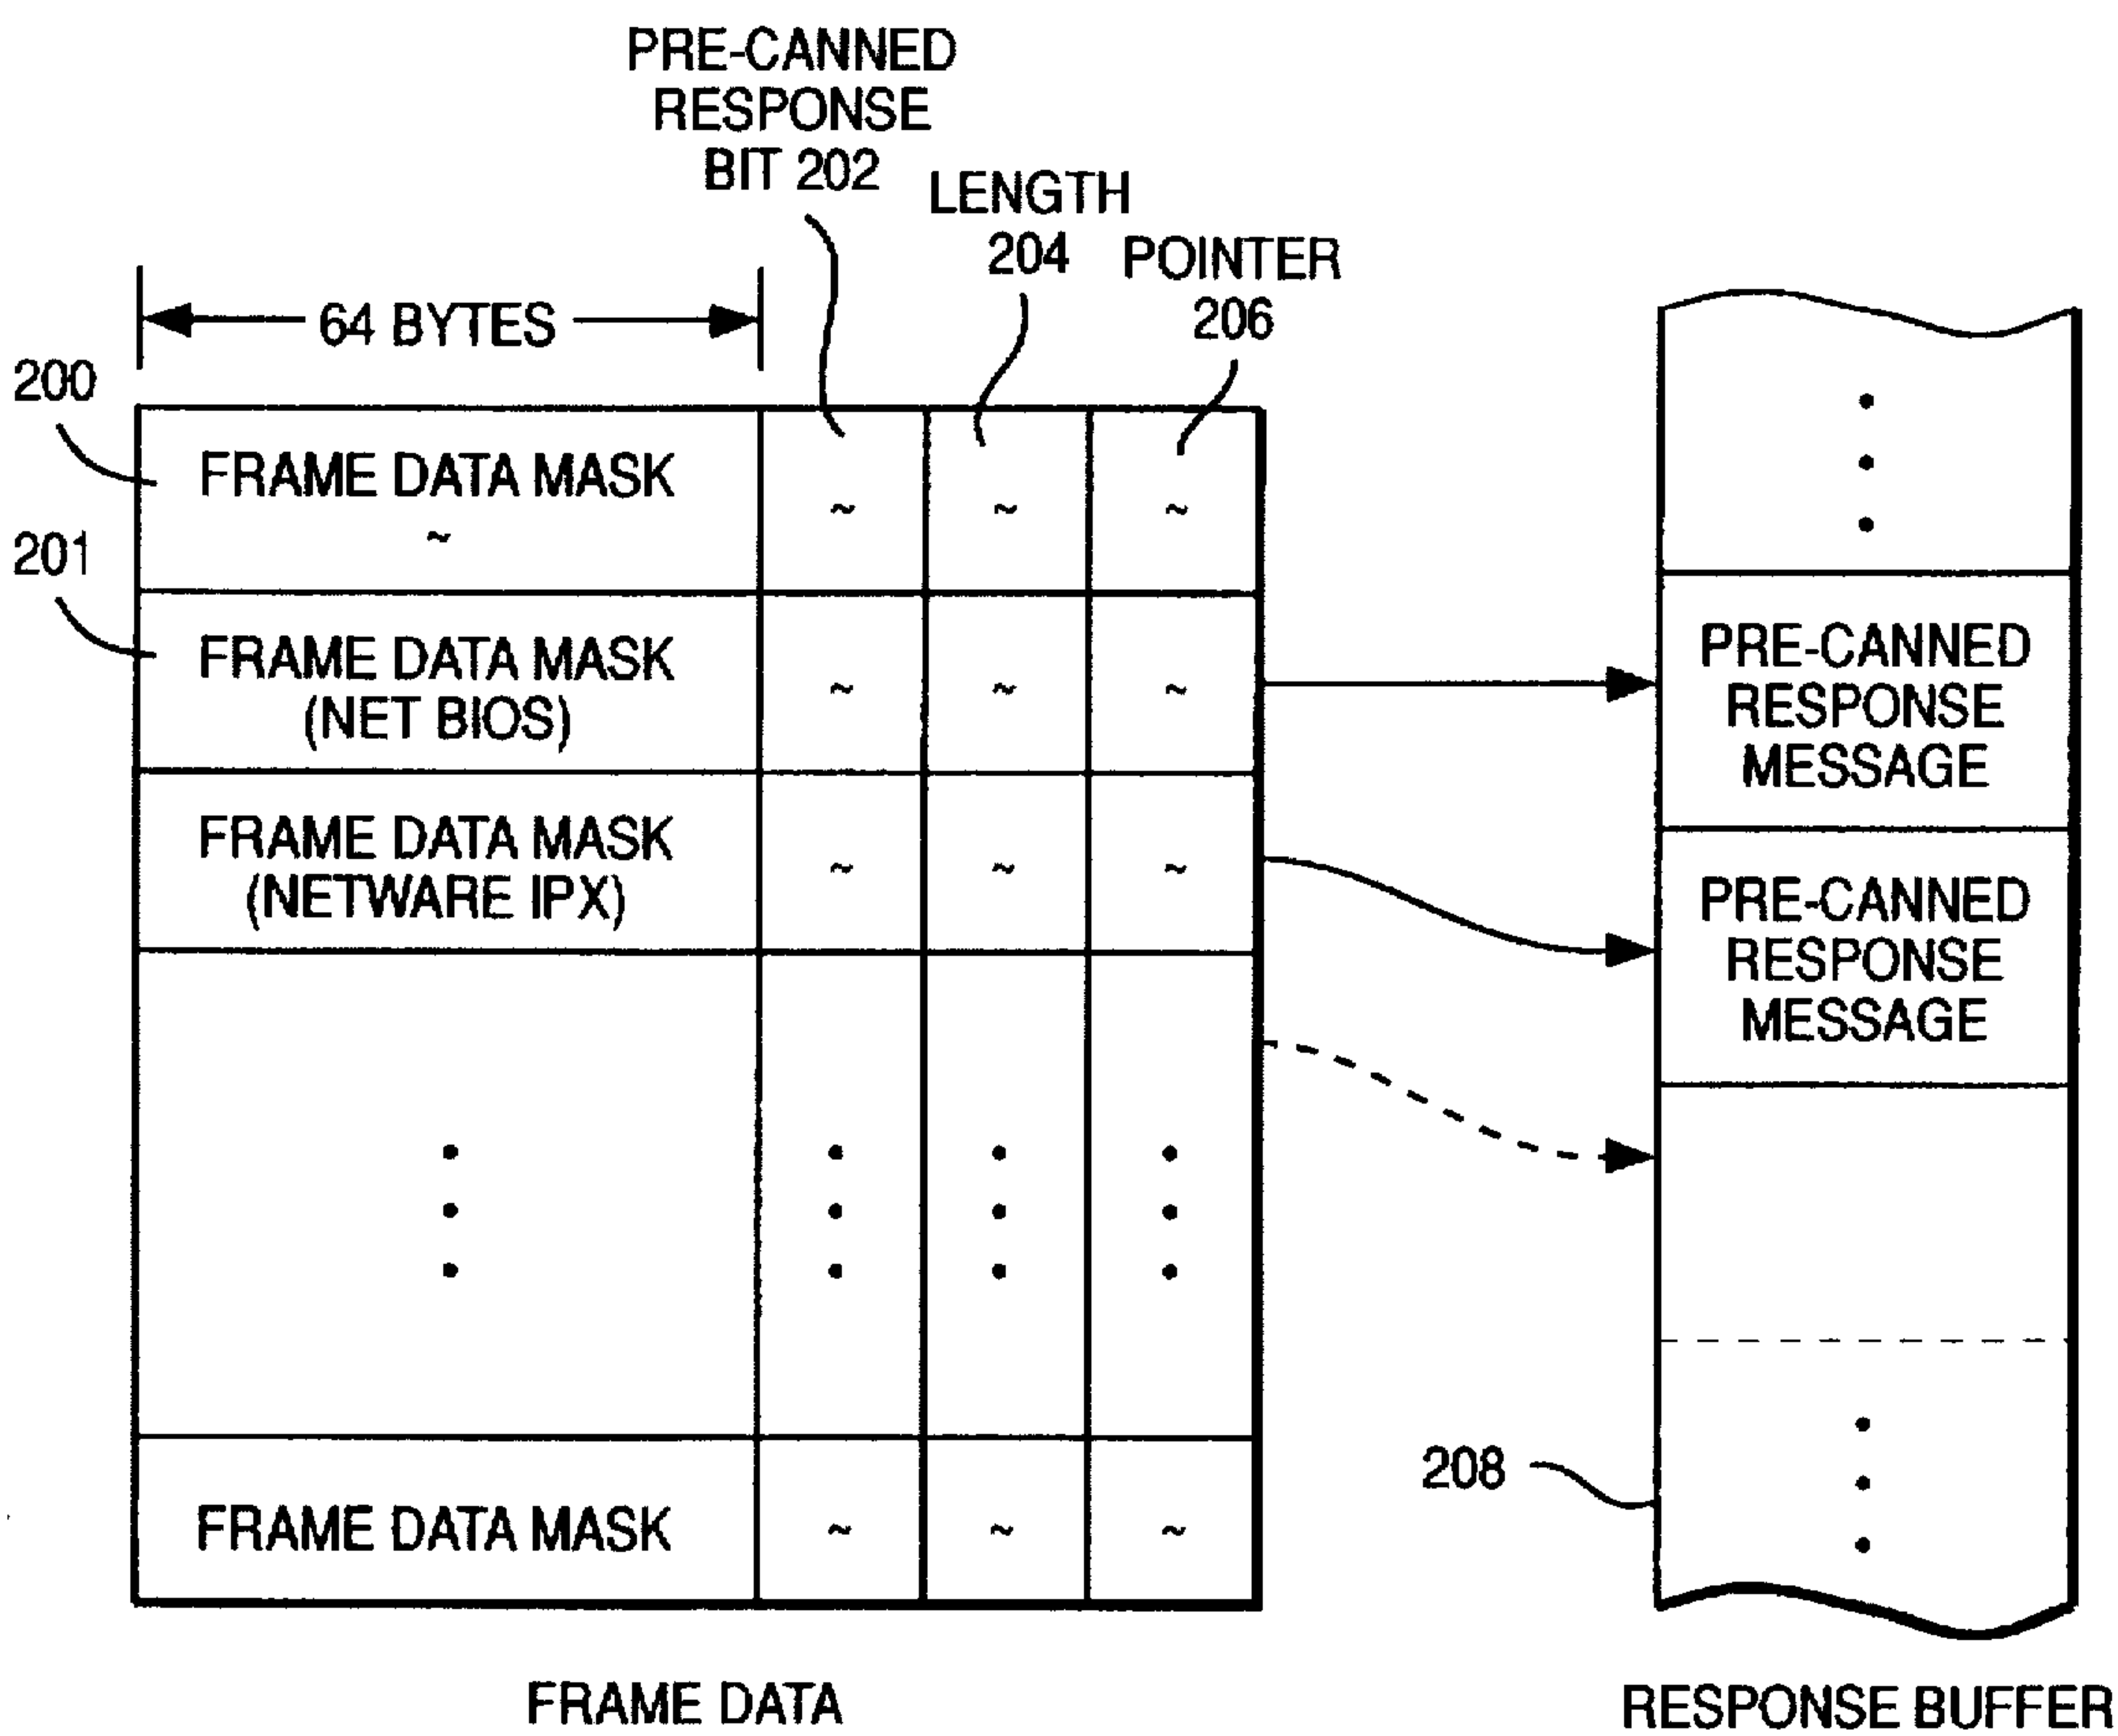 PRE-CANNED
RESPONSE
BIT 202
LENGTH
204
POINTER
206
64 BYTES
200
FRAME DATA MASK
~ ~ ~
~
201
FRAME DATA MASK
(NET BIOS)
~ ~ ~
FRAME DATA MASK
(NETWARE IPX)
~ ~ ~
FRAME DATA MASK
~ ~ ~
FRAME DATA
PRE-CANNED
RESPONSE
MESSAGE
PRE-CANNED
RESPONSE
MESSAGE
208
RESPONSE BUFFER